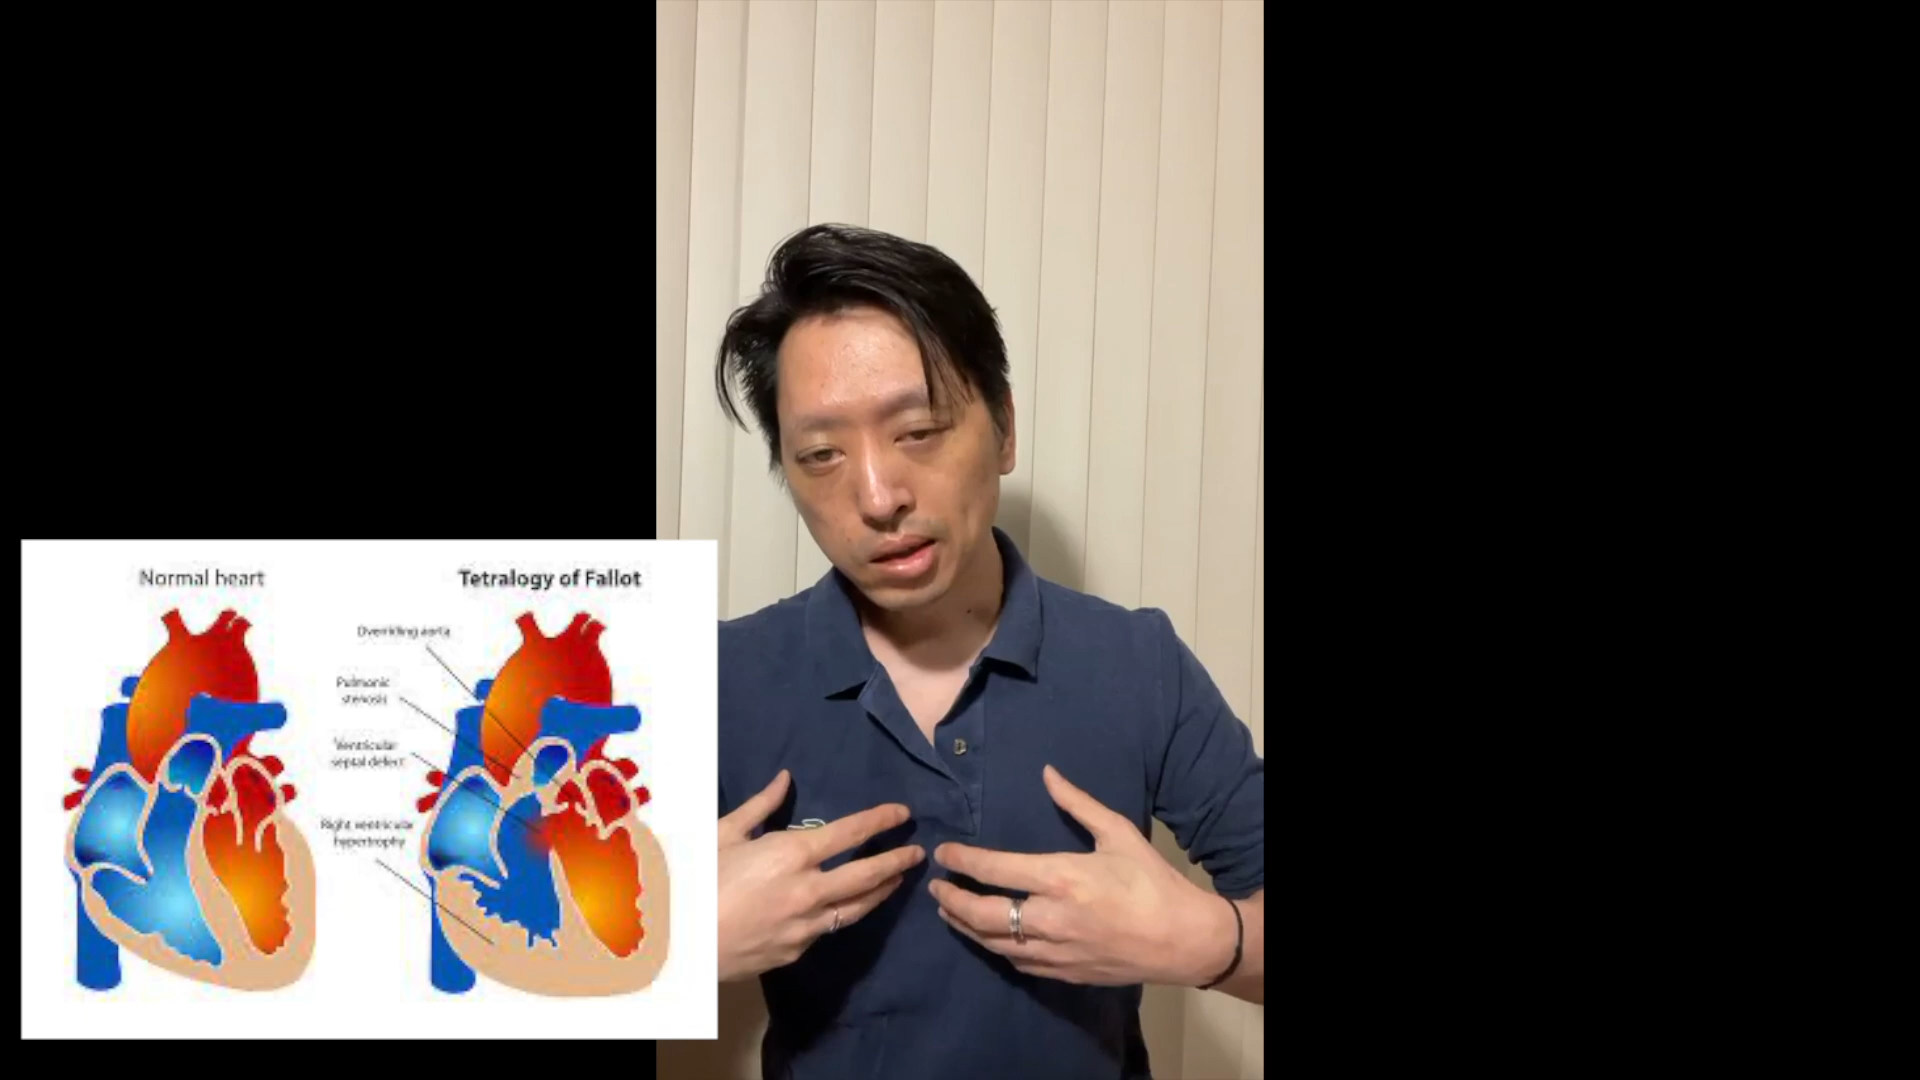 Normal heart
Tetralogy of Fallot
Overriding aorta
Pulmonic
stenosis
Ventricular
septal defect
Right ventricular
hypertrophy